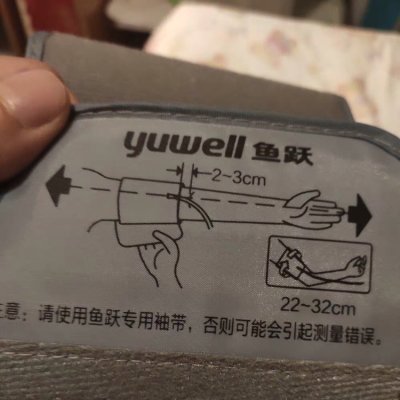 yuwell 鱼跃
2~3cm
22~32cm
注意：请使用鱼跃专用袖带，否则可能会引起测量错误。